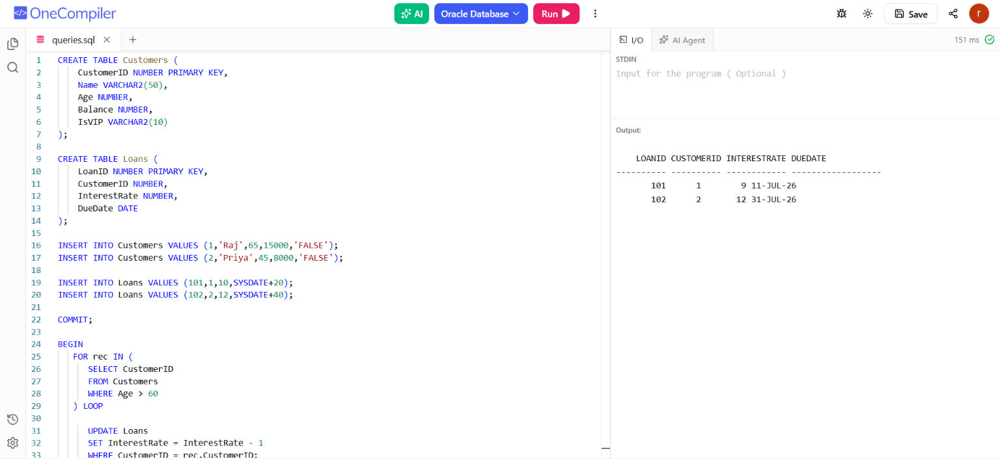 </> OneCompiler
AI
Oracle Database
Run
Save
r
queries.sql
I/O
AI Agent
151 ms
1 CREATE TABLE Customers (
2 CustomerID NUMBER PRIMARY KEY,
3 Name VARCHAR2(50),
4 Age NUMBER,
5 Balance NUMBER,
6 IsVIP VARCHAR2(10)
7 );
8
9 CREATE TABLE Loans (
10 LoanID NUMBER PRIMARY KEY,
11 CustomerID NUMBER,
12 InterestRate NUMBER,
13 DueDate DATE
14 );
15
16 INSERT INTO Customers VALUES (1,'Raj',65,15000,'FALSE');
17 INSERT INTO Customers VALUES (2,'Priya',45,8000,'FALSE');
18
19 INSERT INTO Loans VALUES (101,1,10,SYSDATE+20);
20 INSERT INTO Loans VALUES (102,2,12,SYSDATE+40);
21
22 COMMIT;
23
24 BEGIN
25 FOR rec IN (
26 SELECT CustomerID
27 FROM Customers
28 WHERE Age > 60
29 ) LOOP
30
31 UPDATE Loans
32 SET InterestRate = InterestRate - 1
33 WHERE CustomerID = rec.CustomerID;
STDIN
Input for the program ( Optional )
Output:
LOANID CUSTOMERID INTERESTRATE DUEDATE
---------- ---------- ------------ ------------------
101 1 9 11-JUL-26
102 2 12 31-JUL-26